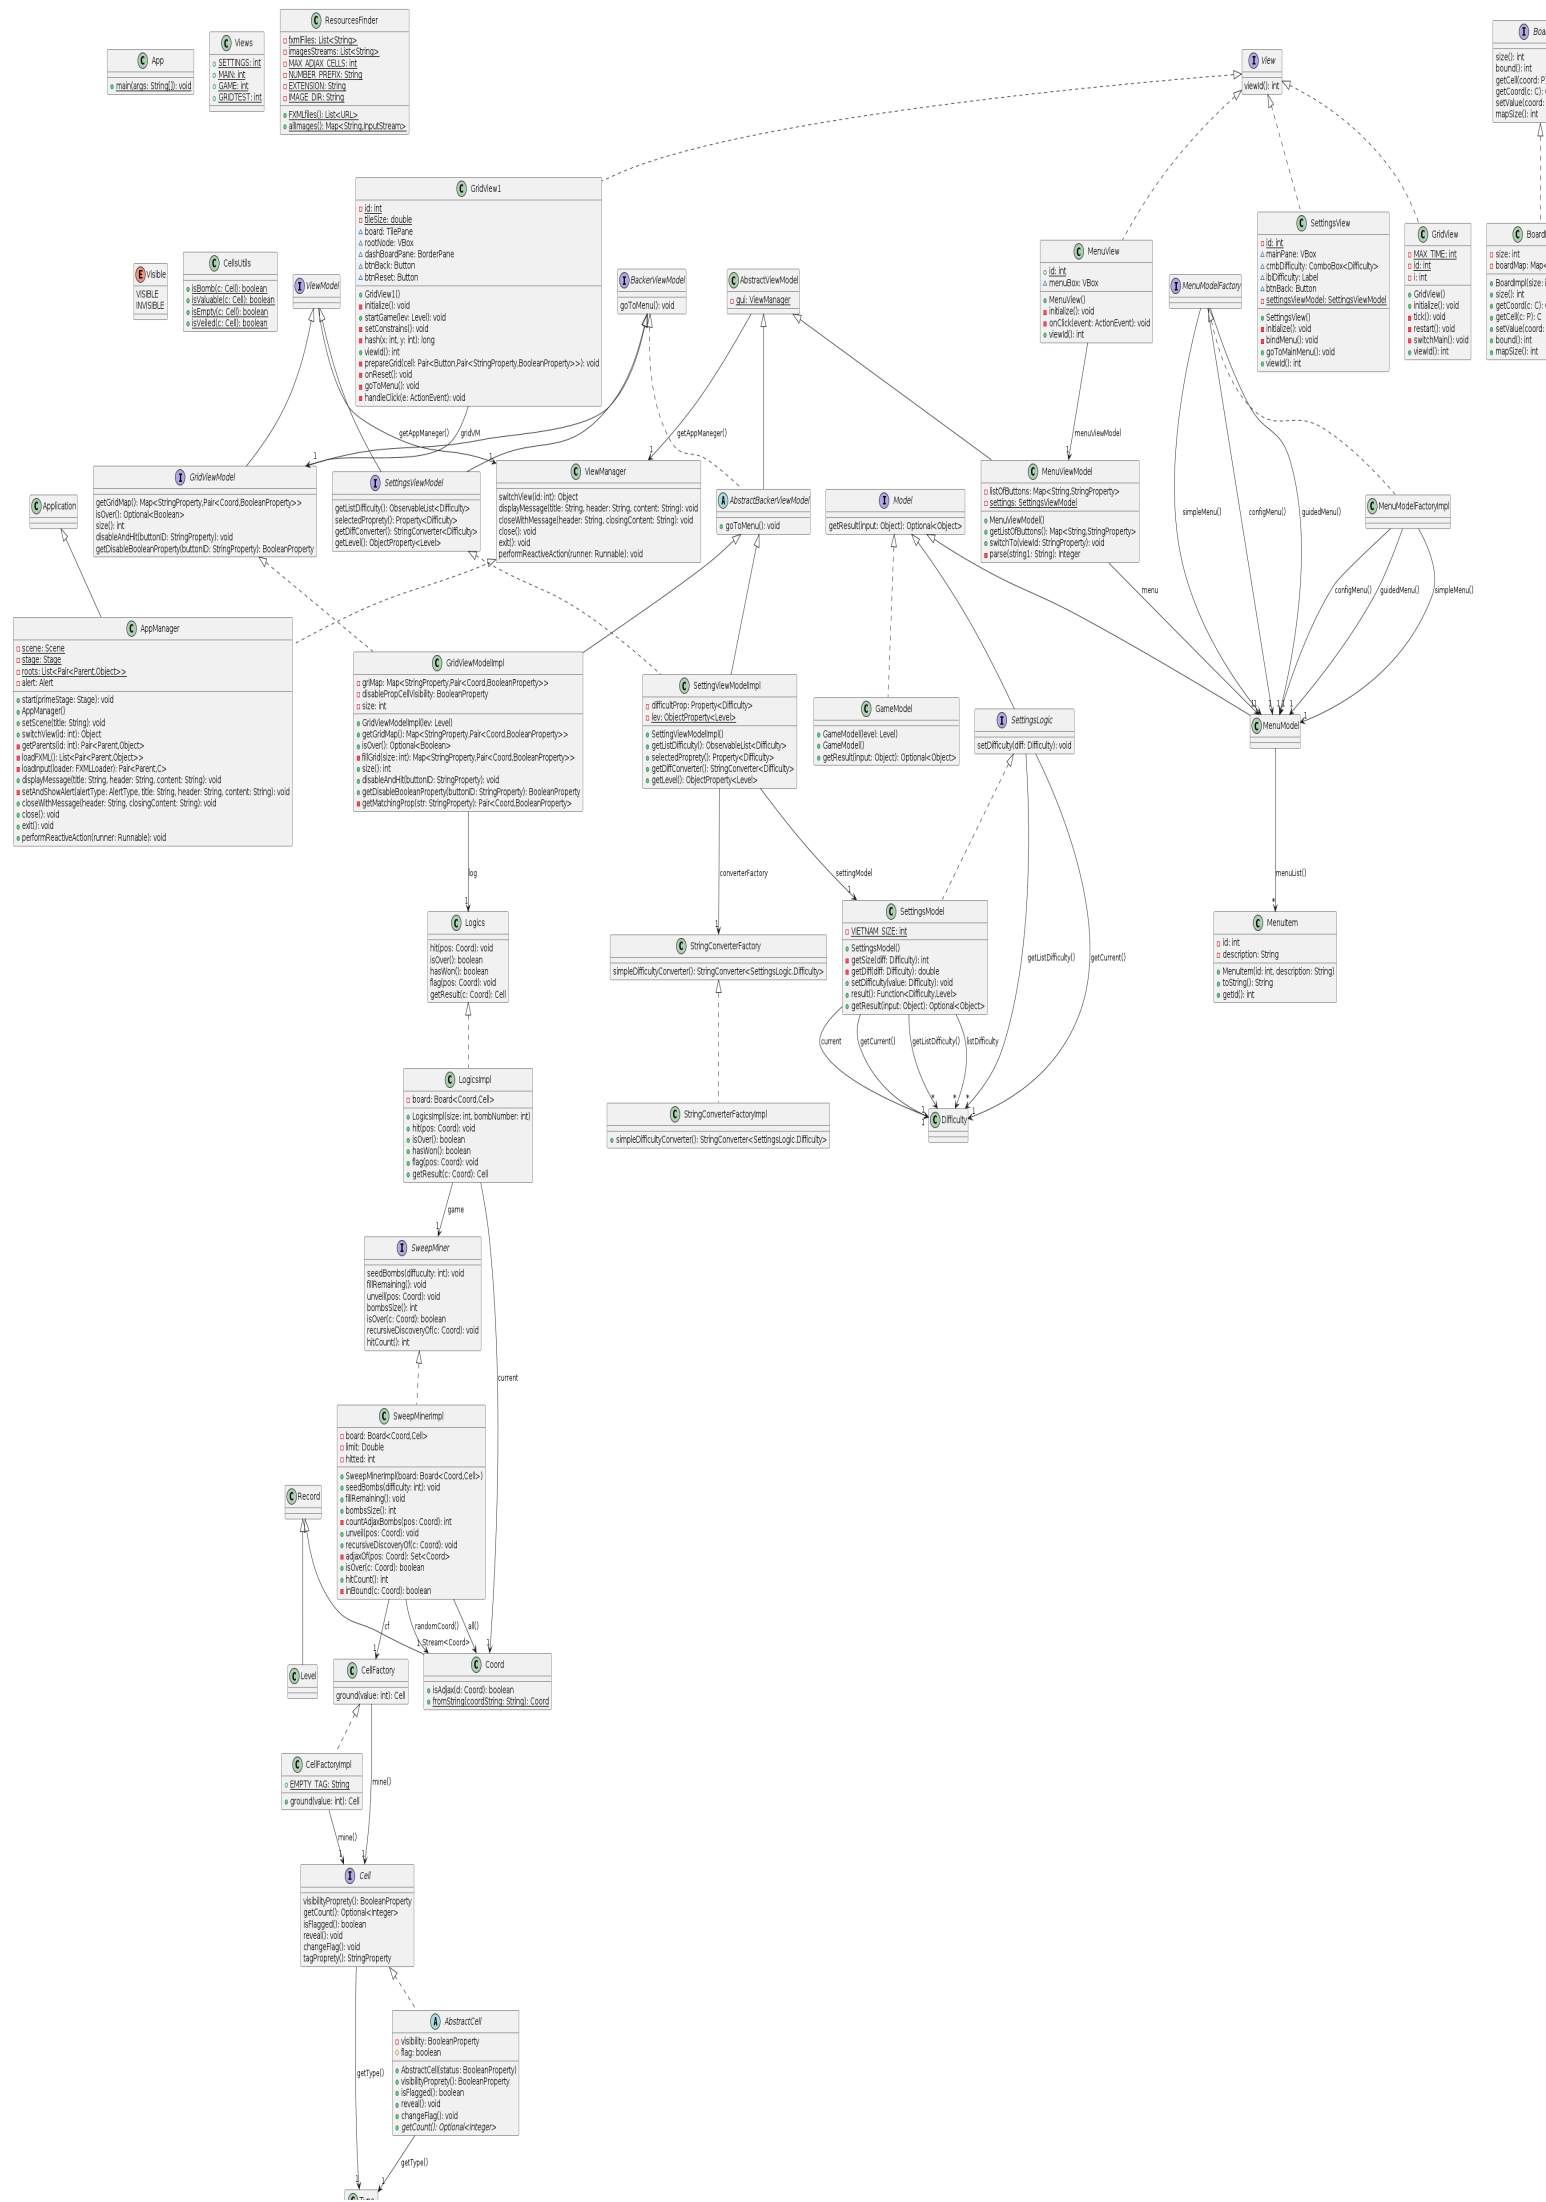 App
main(args: String[]): void
Views
SETTINGS: int
MAIN: int
GAME: int
GRIDTEST: int
ResourcesFinder
fxmlFiles: List<String>
imagesStreams: List<String>
MAX_ADJAX_CELLS: int
NUMBER_PREFIX: String
EXTENSION: String
IMAGE_DIR: String
FXMLfiles(): List<URL>
allImages(): Map<String,InputStream>
View
viewId(): int
size(): int
bound(): int
mapSize(): int
Visible
VISIBLE
INVISIBLE
CellsUtils
isBomb(c: Cell): boolean
isValuable(c: Cell): boolean
isEmpty(c: Cell): boolean
isVeiled(c: Cell): boolean
ViewModel
GridView1
id: int
tileSize: double
board: TilePane
rootNode: VBox
dashBoardPane: BorderPane
btnBack: Button
btnReset: Button
GridView1()
initialize(): void
startGame(lev: Level): void
setConstrains(): void
hash(x: int, y: int): long
viewId(): int
prepareGrid(cell: Pair<Button,Pair<StringProperty,BooleanProperty>>): void
onReset(): void
goToMenu(): void
handleClick(e: ActionEvent): void
BackerViewModel
goToMenu(): void
AbstractViewModel
gui: ViewManager
MenuView
id: int
menuBox: VBox
MenuView()
initialize(): void
onClick(event: ActionEvent): void
viewId(): int
MenuModelFactory
SettingsView
id: int
mainPane: VBox
cmbDifficulty: ComboBox<Difficulty>
lblDifficulty: Label
btnBack: Button
settingsViewModel: SettingsViewModel
SettingsView()
initialize(): void
bindMenu(): void
goToMainMenu(): void
viewId(): int
GridView
MAX_TIME: int
id: int
i: int
GridView()
initialize(): void
tick(): void
restart(): void
switchMain(): void
viewId(): int
size: int
size(): int
getCell(c: P): C
bound(): int
mapSize(): int
getAppManeger()
gridVM
getAppManeger()
menuViewModel
simpleMenu()
configMenu()
guidedMenu()
1
1
1
1
Application
GridViewModel
getGridMap(): Map<StringProperty,Pair<Coord,BooleanProperty>>
isOver(): Optional<Boolean>
size(): int
disableAndHit(buttonID: StringProperty): void
getDisableBooleanProperty(buttonID: StringProperty): BooleanProperty
SettingsViewModel
getListDifficulty(): ObservableList<Difficulty>
selectedProprety(): Property<Difficulty>
getDiffConverter(): StringConverter<Difficulty>
getLevel(): ObjectProperty<Level>
ViewManager
switchView(id: int): Object
displayMessage(title: String, header: String, content: String): void
closeWithMessage(header: String, closingContent: String): void
close(): void
exit(): void
performReactiveAction(runner: Runnable): void
AbstractBackerViewModel
goToMenu(): void
Model
getResult(input: Object): Optional<Object>
MenuViewModel
listOfButtons: Map<String,StringProperty>
settings: SettingsViewModel
MenuViewModel()
getListOfButtons(): Map<String,StringProperty>
switchTo(viewId: StringProperty): void
parse(string1: String): Integer
MenuModelFactoryImpl
menu
configMenu()
guidedMenu()
simpleMenu()
AppManager
scene: Scene
stage: Stage
roots: List<Pair<Parent,Object>>
alert: Alert
start(primeStage: Stage): void
AppManager()
setScene(title: String): void
switchView(id: int): Object
getParents(id: int): Pair<Parent,Object>
loadFXML(): List<Pair<Parent,Object>>
loadInput(loader: FXMLLoader): Pair<Parent,C>
displayMessage(title: String, header: String, content: String): void
setAndShowAlert(alertType: AlertType, title: String, header: String, content: String): void
closeWithMessage(header: String, closingContent: String): void
close(): void
exit(): void
performReactiveAction(runner: Runnable): void
GridViewModelImpl
griMap: Map<StringProperty,Pair<Coord,BooleanProperty>>
disablePropCellVisibility: BooleanProperty
size: int
GridViewModelImpl(lev: Level)
getGridMap(): Map<StringProperty,Pair<Coord,BooleanProperty>>
isOver(): Optional<Boolean>
fillGrid(size: int): Map<StringProperty,Pair<Coord,BooleanProperty>>
size(): int
disableAndHit(buttonID: StringProperty): void
getDisableBooleanProperty(buttonID: StringProperty): BooleanProperty
getMatchingProp(str: StringProperty): Pair<Coord,BooleanProperty>
SettingViewModelImpl
difficultProp: Property<Difficulty>
lev: ObjectProperty<Level>
SettingViewModelImpl()
getListDifficulty(): ObservableList<Difficulty>
selectedProprety(): Property<Difficulty>
getDiffConverter(): StringConverter<Difficulty>
getLevel(): ObjectProperty<Level>
GameModel
GameModel(level: Level)
GameModel()
getResult(input: Object): Optional<Object>
SettingsLogic
setDifficulty(diff: Difficulty): void
MenuModel
log
converterFactory
settingModel
menuList()
getListDifficulty()
getCurrent()
Logics
hit(pos: Coord): void
isOver(): boolean
hasWon(): boolean
flag(pos: Coord): void
getResult(c: Coord): Cell
StringConverterFactory
simpleDifficultyConverter(): StringConverter<SettingsLogic.Difficulty>
SettingsModel
VIETNAM_SIZE: int
SettingsModel()
getSize(diff: Difficulty): int
getDiff(diff: Difficulty): double
setDifficulty(value: Difficulty): void
result(): Function<Difficulty,Level>
getResult(input: Object): Optional<Object>
MenuItem
id: int
description: String
MenuItem(id: int, description: String)
toString(): String
getId(): int
current
getCurrent()
getListDifficulty()
listDifficulty
LogicsImpl
board: Board<Coord,Cell>
LogicsImpl(size: int, bombNumber: int)
hit(pos: Coord): void
isOver(): boolean
hasWon(): boolean
flag(pos: Coord): void
getResult(c: Coord): Cell
StringConverterFactoryImpl
simpleDifficultyConverter(): StringConverter<SettingsLogic.Difficulty>
Difficulty
game
SweepMiner
seedBombs(diffuculty: int): void
fillRemaining(): void
unveil(pos: Coord): void
bombsSize(): int
isOver(c: Coord): boolean
recursiveDiscoveryOf(c: Coord): void
hitCount(): int
current
Record
SweepMinerImpl
board: Board<Coord,Cell>
limit: Double
hitted: int
SweepMinerImpl(board: Board<Coord,Cell>)
seedBombs(difficulty: int): void
fillRemaining(): void
bombsSize(): int
countAdjaxBombs(pos: Coord): int
unveil(pos: Coord): void
recursiveDiscoveryOf(c: Coord): void
adjaxOf(pos: Coord): Set<Coord>
isOver(c: Coord): boolean
hitCount(): int
inBound(c: Coord): boolean
cf
randomCoord()
all()
Stream<Coord>
Level
CellFactory
ground(value: int): Cell
Coord
isAdjax(d: Coord): boolean
fromString(coordString: String): Coord
CellFactoryImpl
EMPTY_TAG: String
ground(value: int): Cell
mine()
mine()
Cell
visibilityProprety(): BooleanProperty
getCount(): Optional<Integer>
isFlagged(): boolean
reveal(): void
changeFlag(): void
tagProprety(): StringProperty
getType()
AbstractCell
visibility: BooleanProperty
flag: boolean
AbstractCell(status: BooleanProperty)
visibilityProprety(): BooleanProperty
isFlagged(): boolean
reveal(): void
changeFlag(): void
getCount(): Optional<Integer>
getType()